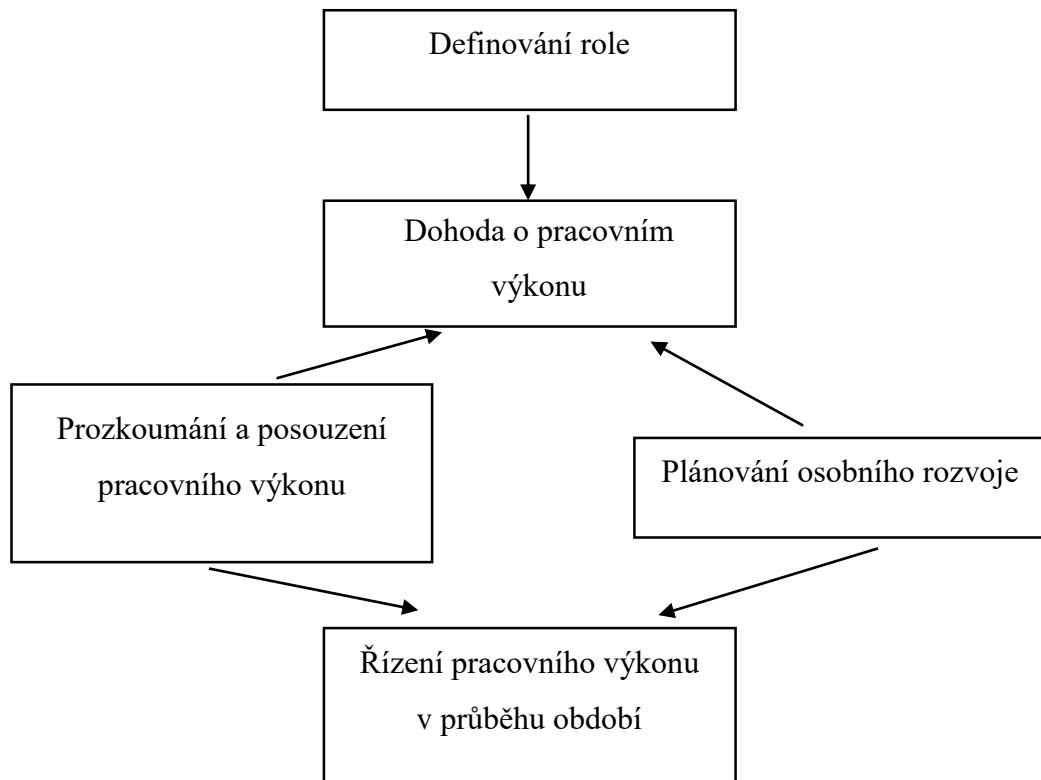 Definování role
Dohoda o pracovním
výkonu
Prozkoumání a posouzení
pracovního výkonu
Plánování osobního rozvoje
Řízení pracovního výkonu
v průběhu období